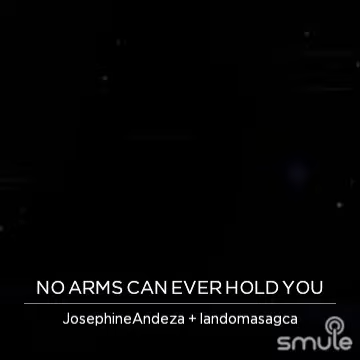 NO ARMS CAN EVER HOLD YOU
JosephineAndeza + landomasagca
smule